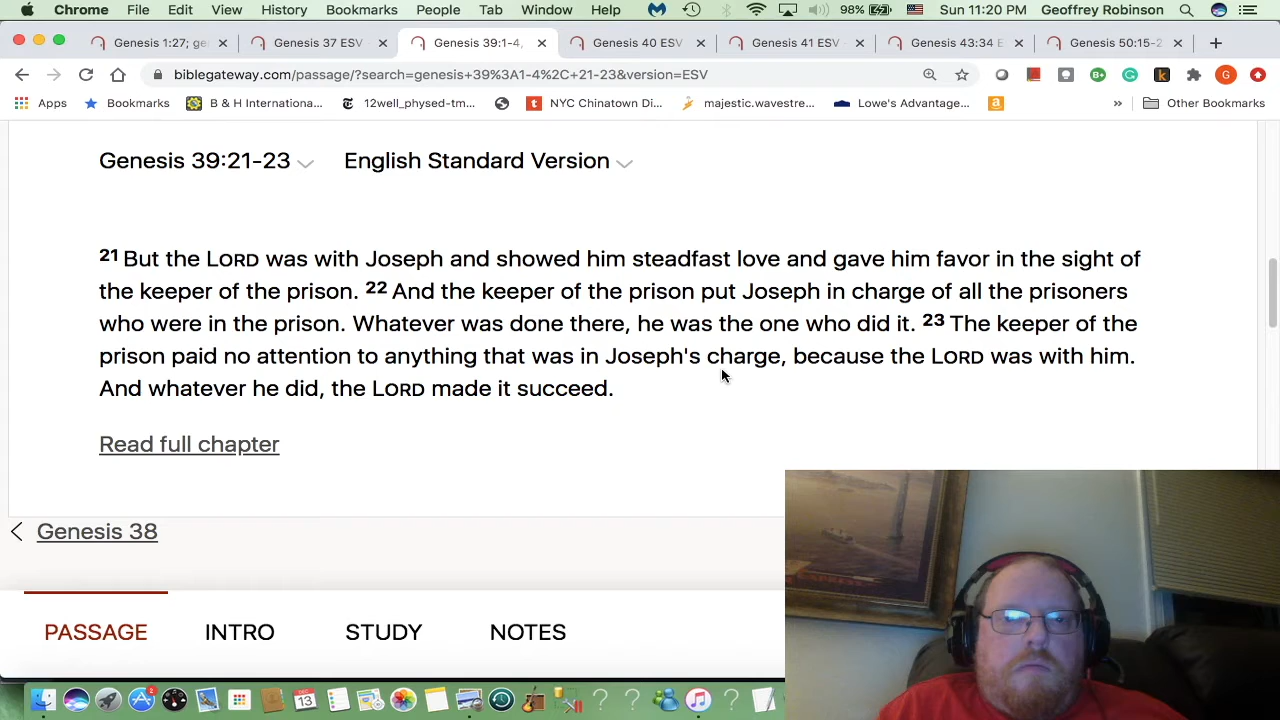 Chrome File Edit View History Bookmarks People Tab Window Help 98% Sun 11:20 PM Geoffrey Robinson
Genesis 1:27; ge Genesis 37 ESV Genesis 39:1-4, Genesis 40 ESV Genesis 41 ESV Genesis 43:34 E Genesis 50:15-2
biblegateway.com/passage/?search=genesis+39%3A1-4%2C+21-23&version=ESV
Apps Bookmarks B & H Internationa... 12well_physed-tm... NYC Chinatown Di... majestic.wavestre... Lowe's Advantage... » Other Bookmarks
Genesis 39:21-23 English Standard Version
21 But the LORD was with Joseph and showed him steadfast love and gave him favor in the sight of
the keeper of the prison. 22 And the keeper of the prison put Joseph in charge of all the prisoners
who were in the prison. Whatever was done there, he was the one who did it. 23 The keeper of the
prison paid no attention to anything that was in Joseph's charge, because the LORD was with him.
And whatever he did, the LORD made it succeed.
Read full chapter
Genesis 38
PASSAGE INTRO STUDY NOTES